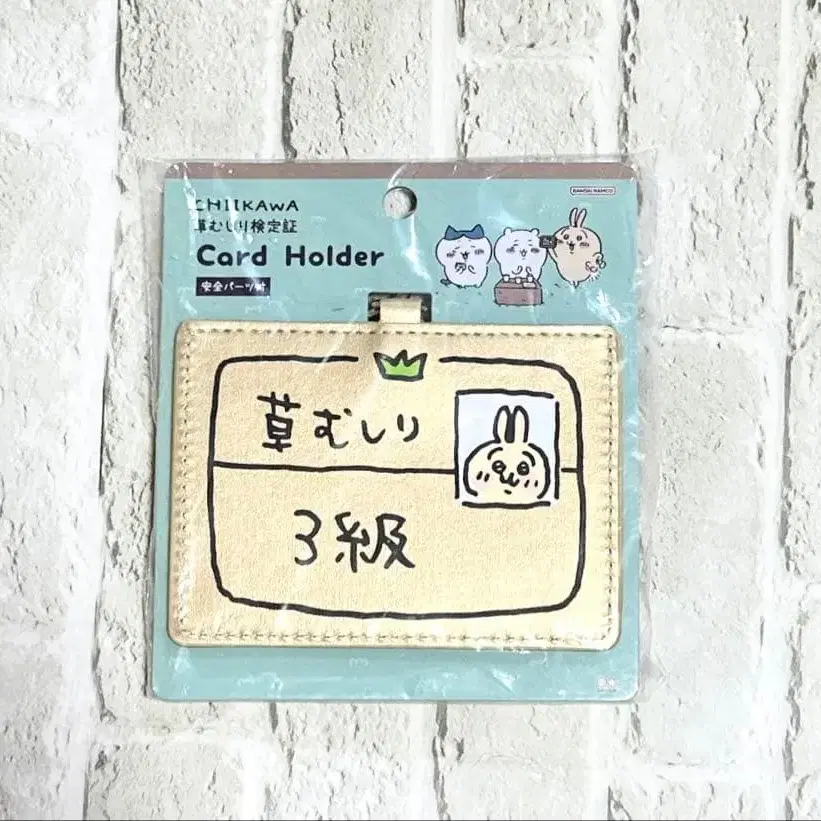 CHIIKAWA
草むしり検定証
Card Holder
安全パーツ付
BANDAI NAMCO
草むしり
3級